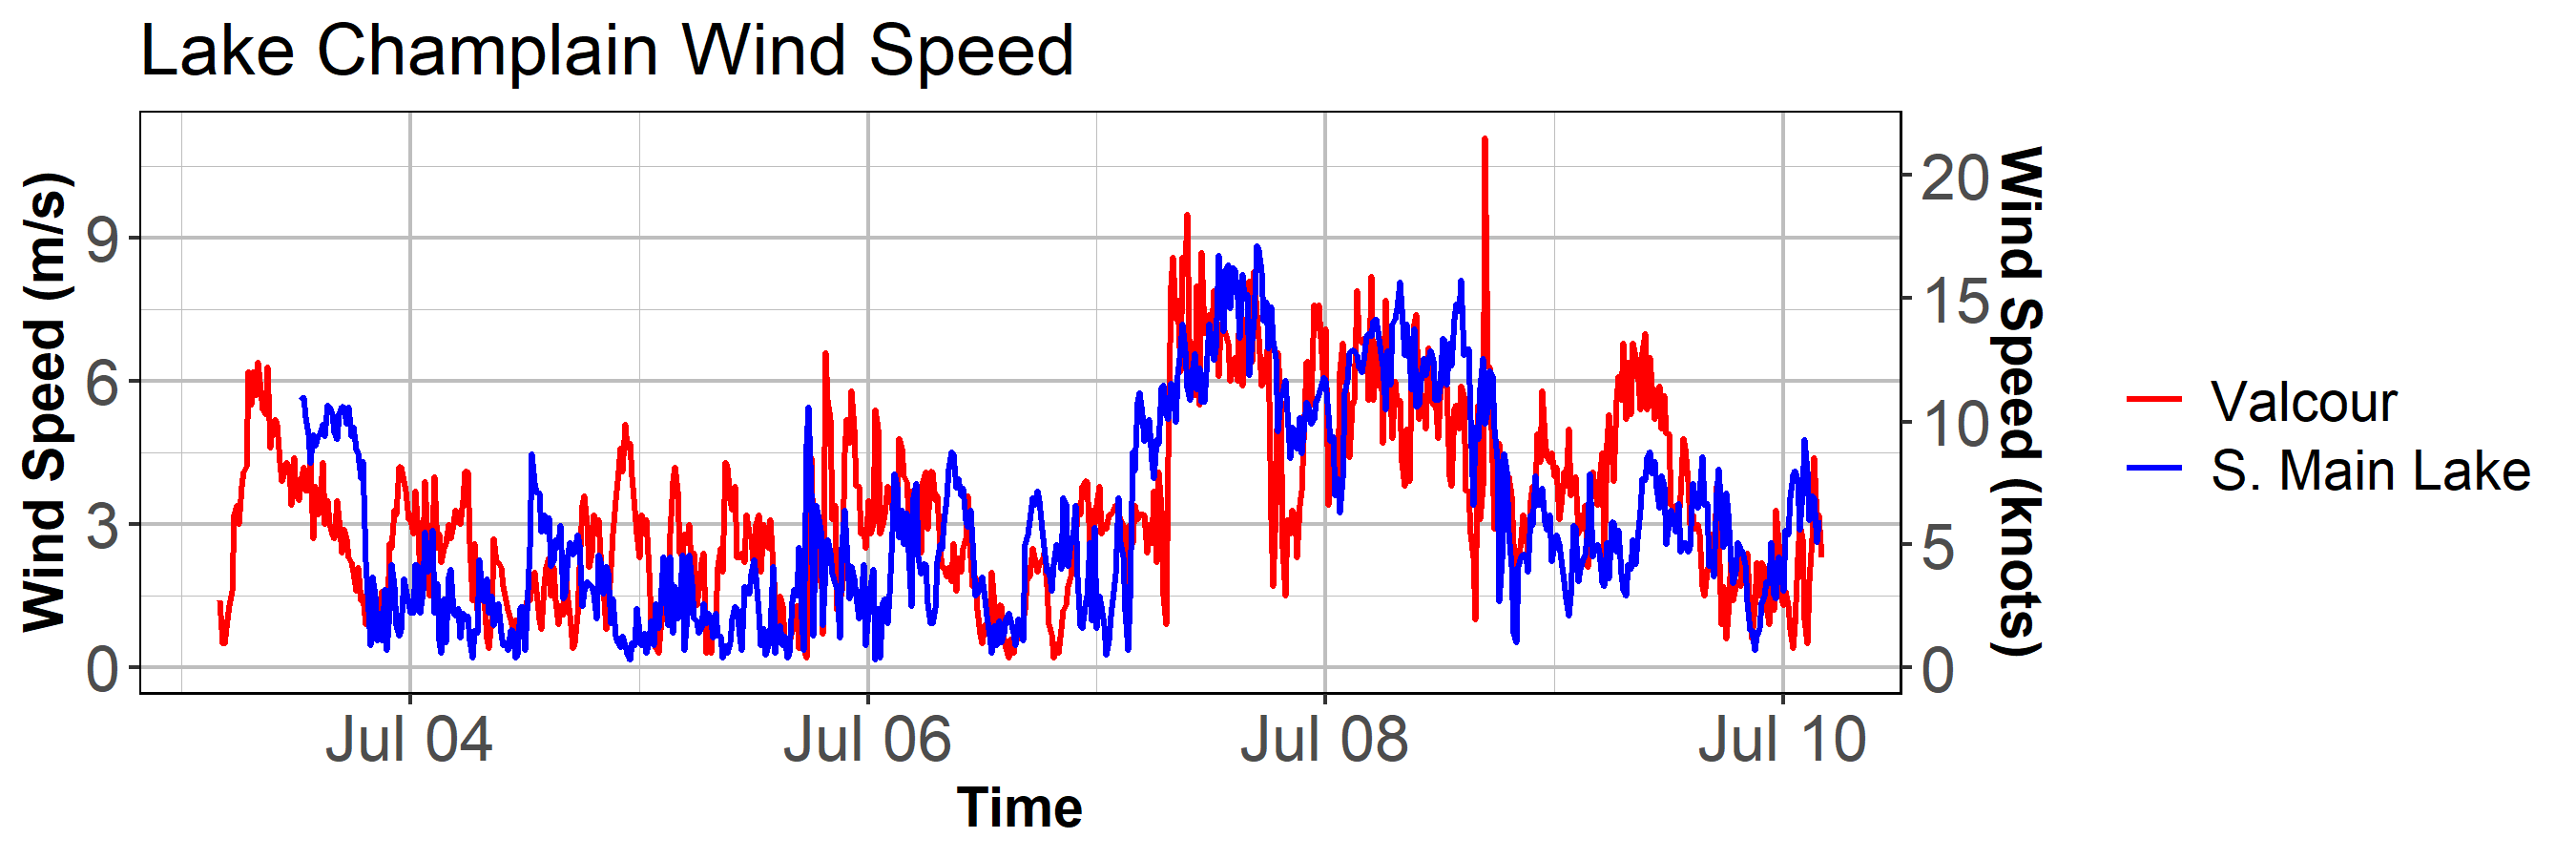 Lake Champlain Wind Speed
Wind Speed (m/s)
9
6
3
0
20
15
10
5
0
Wind Speed (knots)
Jul 04
Jul 06
Jul 08
Jul 10
Time
Valcour
S. Main Lake